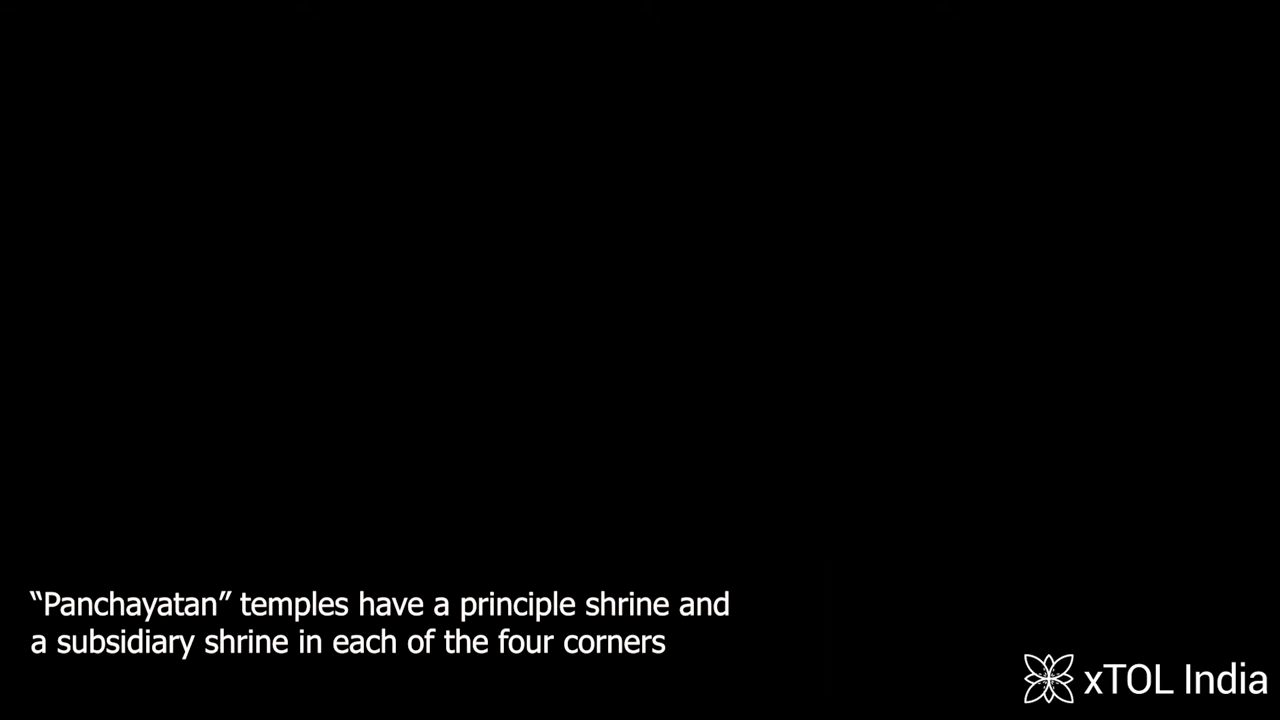 “Panchayatan” temples have a principle shrine and
a subsidiary shrine in each of the four corners
xTOL India